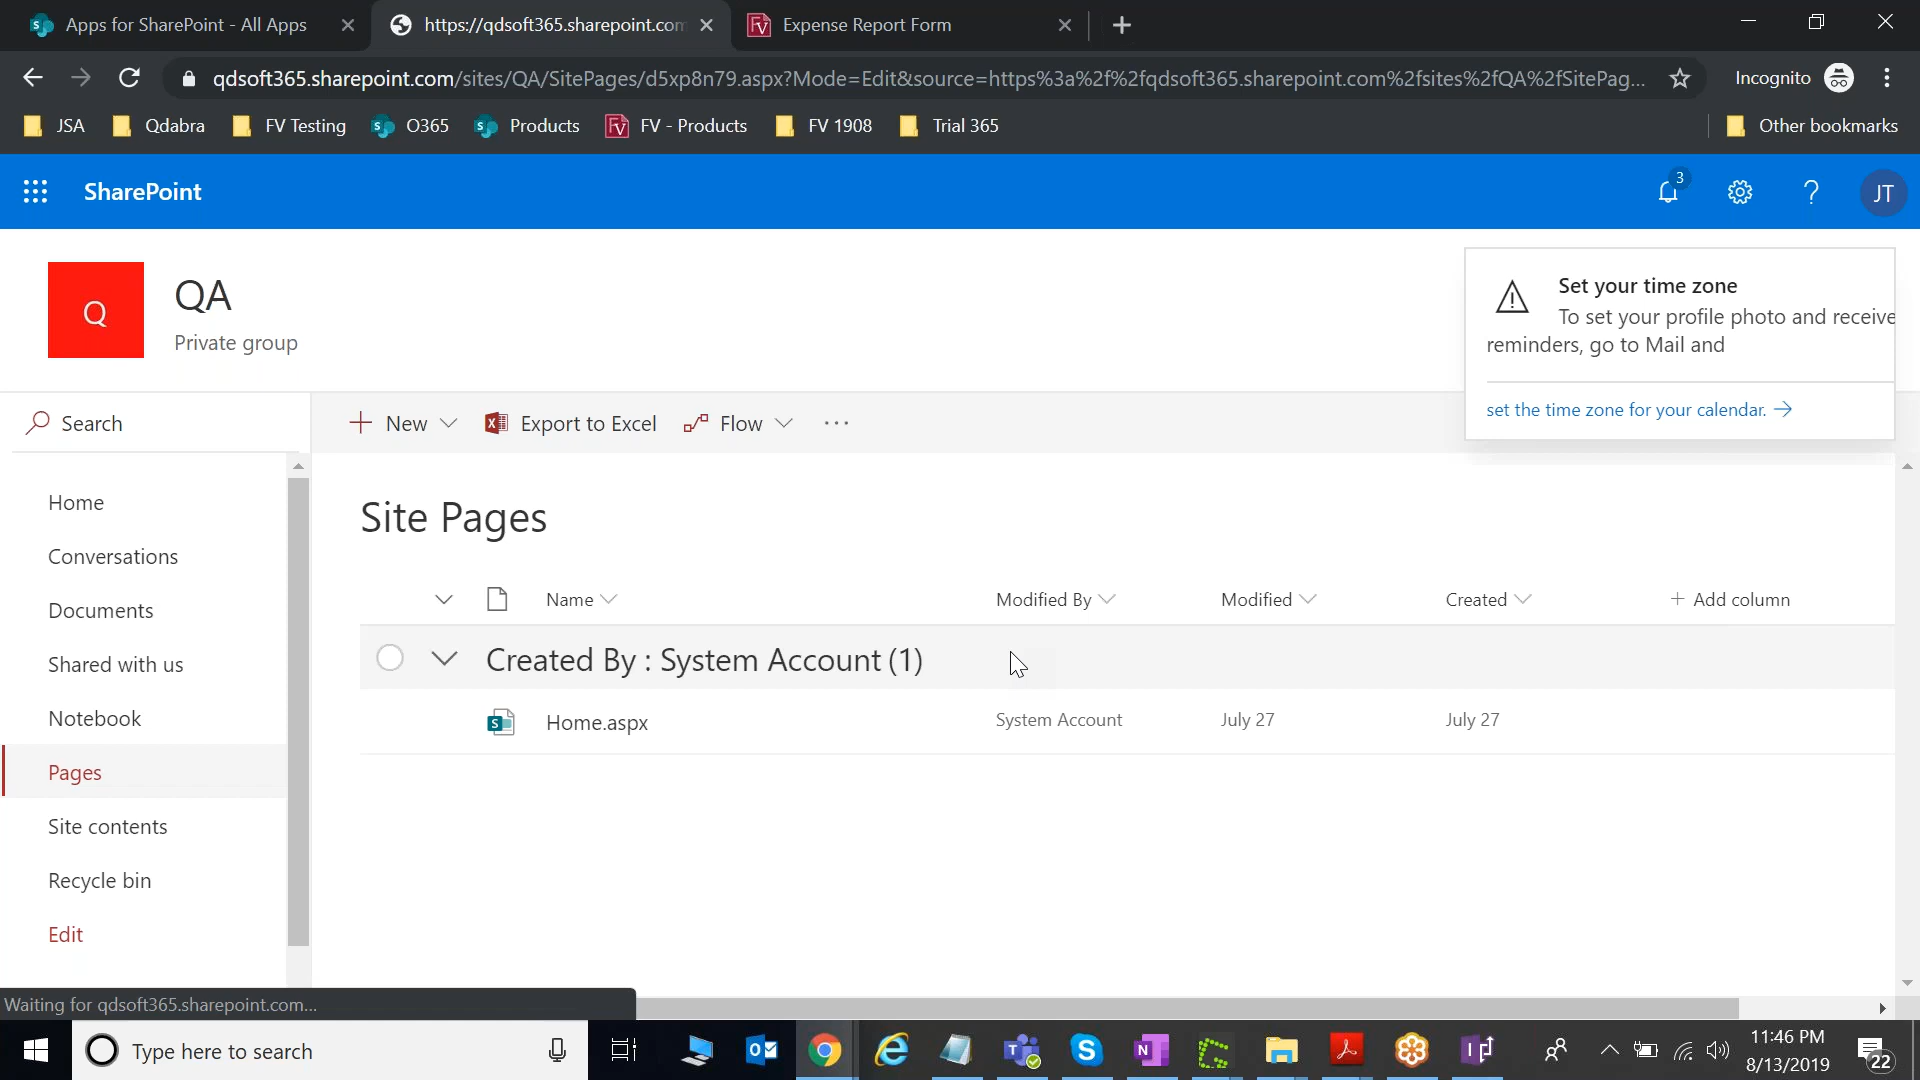 Apps for SharePoint - All Apps
https://qdsoft365.sharepoint.com
Expense Report Form
qdsoft365.sharepoint.com/sites/QA/SitePages/d5xp8n79.aspx?Mode=Edit&source=https%3a%2f%2fqdsoft365.sharepoint.com%2fsites%2fQA%2fSitePag...
Incognito
JSA
Qdabra
FV Testing
O365
Products
FV - Products
FV 1908
Trial 365
Other bookmarks
SharePoint
3
JT
Q
QA
Private group
Set your time zone
To set your profile photo and receive
reminders, go to Mail and
set the time zone for your calendar.
Search
New
Export to Excel
Flow
Home
Conversations
Documents
Shared with us
Notebook
Pages
Site contents
Recycle bin
Edit
Site Pages
Name
Modified By
Modified
Created
+ Add column
Created By : System Account (1)
Home.aspx
System Account
July 27
July 27
Waiting for qdsoft365.sharepoint.com...
Type here to search
11:46 PM
8/13/2019
22